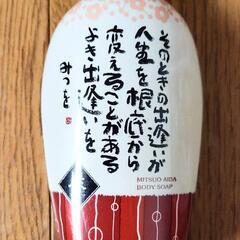 そのときの出逢いが
人生を根底から
変えることがある
よき出逢いを
みつを
MITSUO AIDA
BODY SOAP